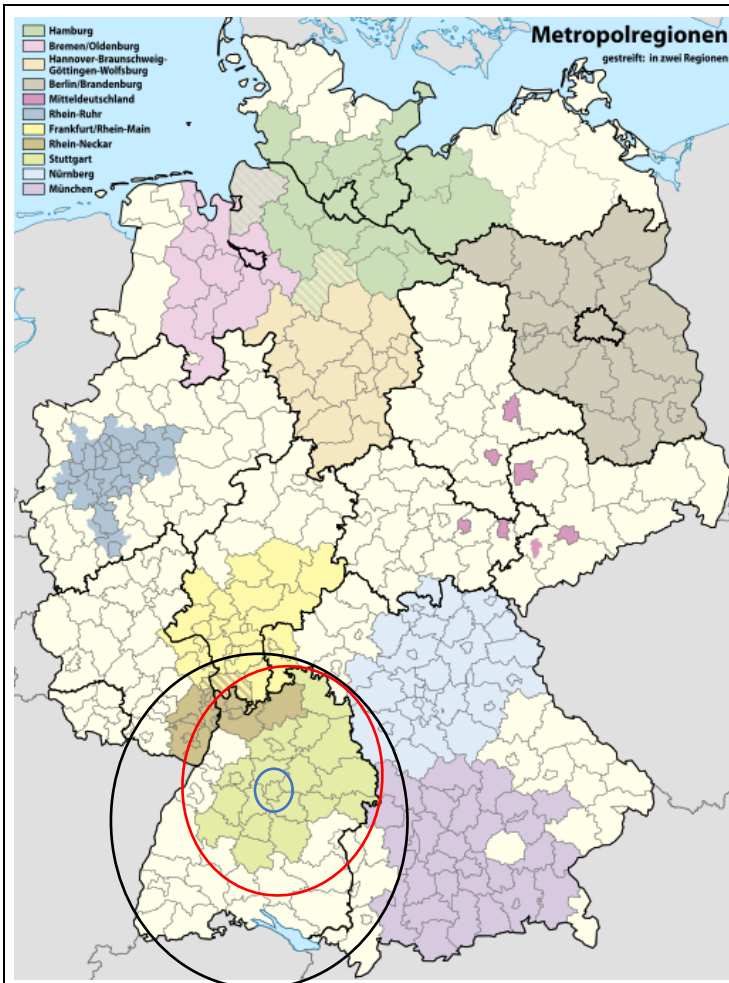 Metropolregionen
gestreift: in zwei Regionen
Hamburg
Bremen/Oldenburg
Hannover-Braunschweig-
Göttingen-Wolfsburg
Berlin/Brandenburg
Mitteldeutschland
Rhein-Ruhr
Frankfurt/Rhein-Main
Rhein-Neckar
Stuttgart
Nürnberg
München